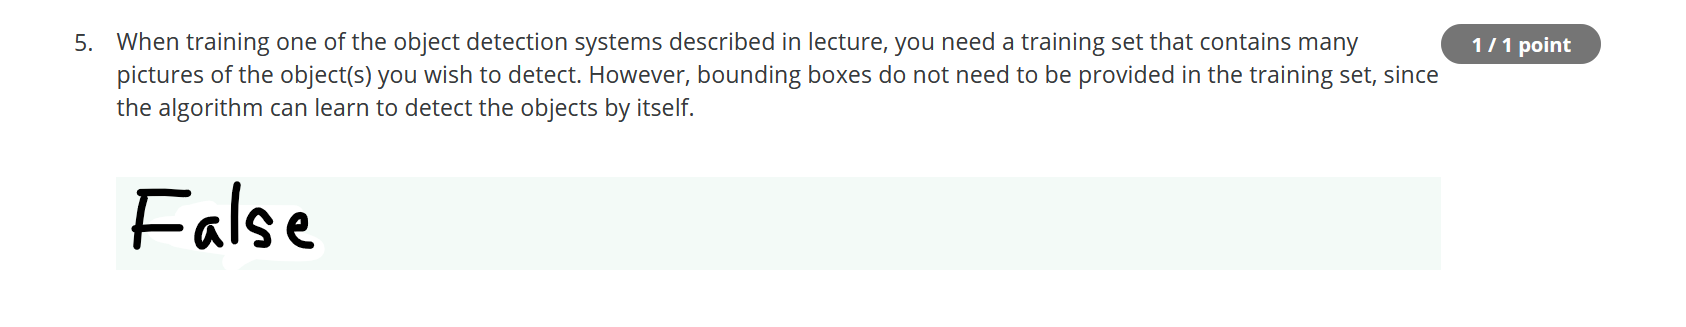 5. When training one of the object detection systems described in lecture, you need a training set that contains many
1 / 1 point
pictures of the object(s) you wish to detect. However, bounding boxes do not need to be provided in the training set, since
the algorithm can learn to detect the objects by itself.
False